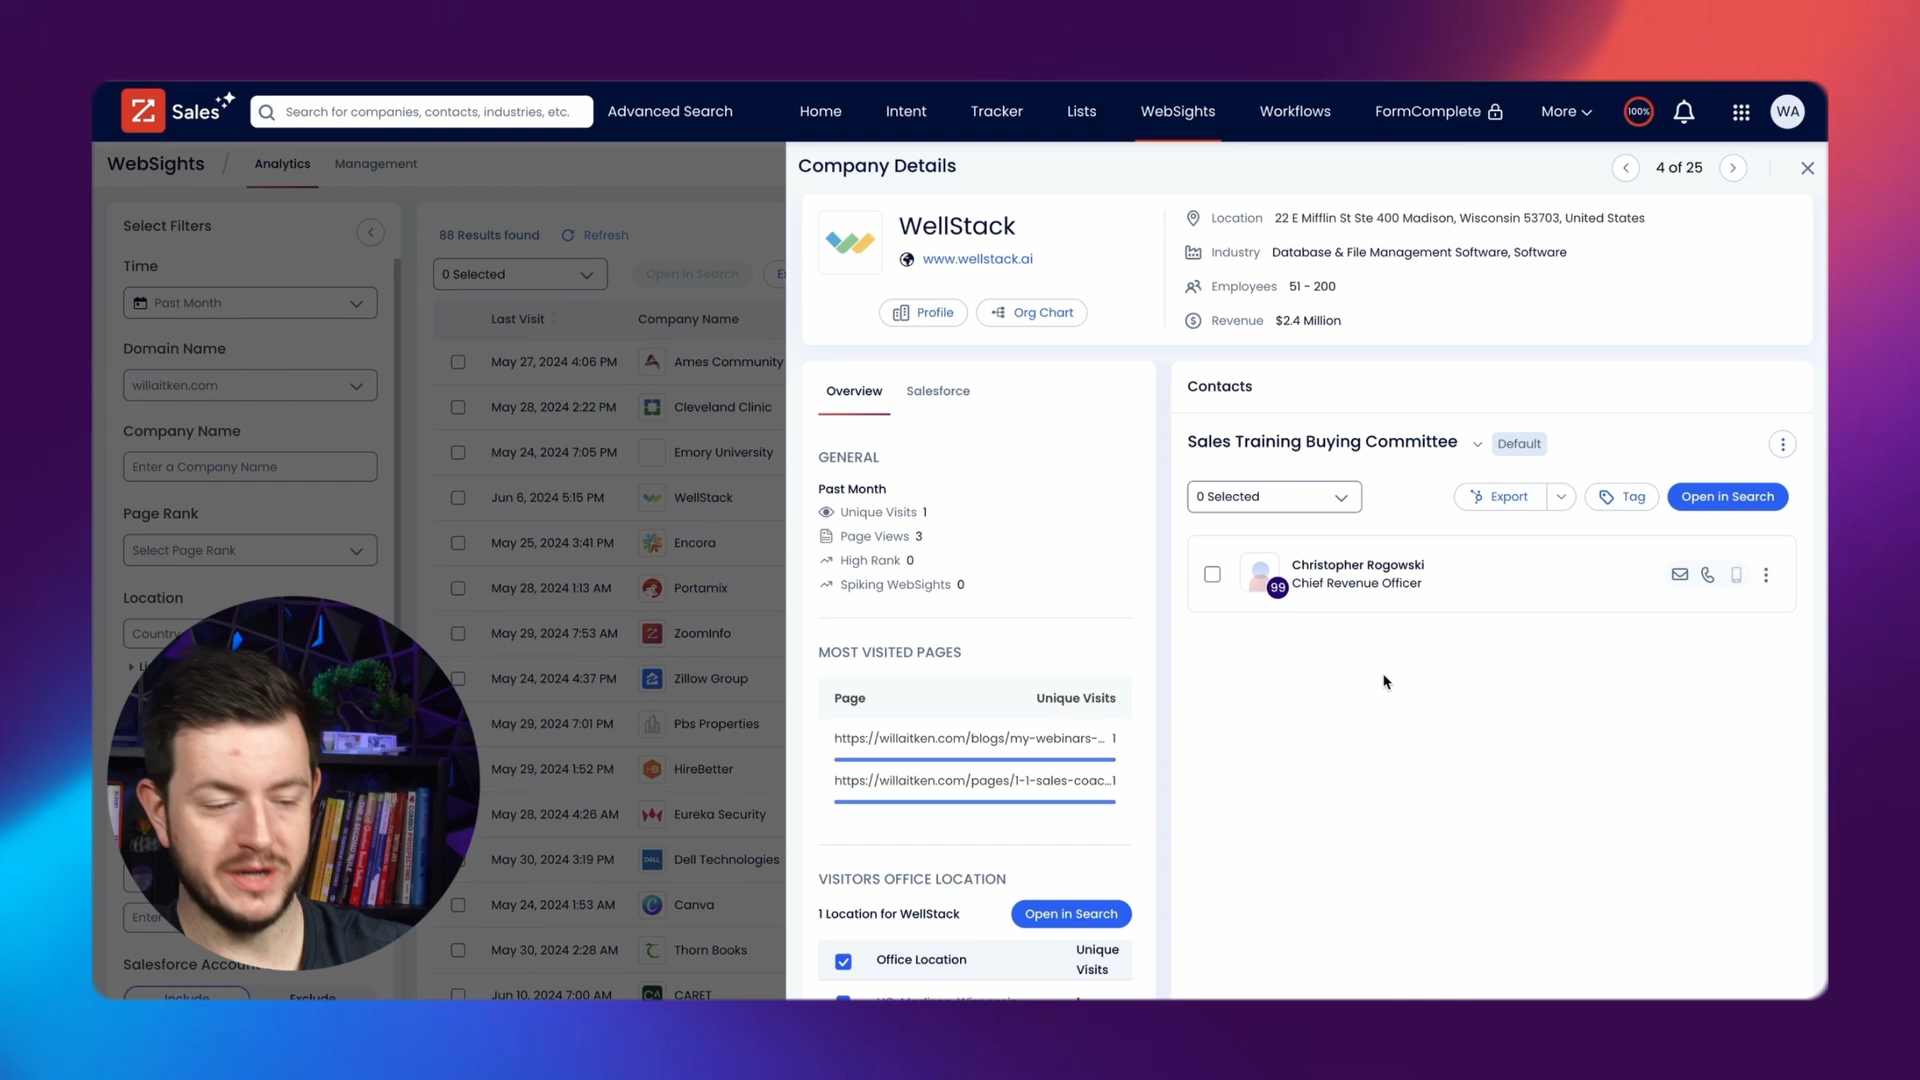 Sales
Search for companies, contacts, industries, etc.
Advanced Search
Home
Intent
Tracker
Lists
WebSights
Workflows
FormComplete
More
100%
WA
WebSights / Analytics Management
Select Filters
Time
Past Month
Domain Name
willaitken.com
Company Name
Enter a Company Name
Page Rank
Select Page Rank
Location
Country
Enter
Include
Exclude
88 Results found
Refresh
0 Selected
Open in Search
Last Visit
Company Name
May 27, 2024 4:06 PM Ames Community
May 28, 2024 2:22 PM Cleveland Clinic
May 24, 2024 7:05 PM Emory University
Jun 6, 2024 5:15 PM WellStack
May 25, 2024 3:41 PM Encora
May 28, 2024 1:13 AM Portamix
May 29, 2024 7:53 AM ZoomInfo
May 24, 2024 4:37 PM Zillow Group
May 29, 2024 7:01 PM Pbs Properties
May 29, 2024 1:52 PM HireBetter
May 28, 2024 4:26 AM Eureka Security
May 30, 2024 3:19 PM DELL Dell Technologies
May 24, 2024 1:53 AM Canva
May 30, 2024 2:28 AM Thorn Books
Jun 10, 2024 7:00 AM CA CARET
Company Details
4 of 25
WellStack
www.wellstack.ai
Profile
Org Chart
Location 22 E Mifflin St Ste 400 Madison, Wisconsin 53703, United States
Industry Database & File Management Software, Software
Employees 51 - 200
Revenue $2.4 Million
Overview
Salesforce
GENERAL
Past Month
Unique Visits 1
Page Views 3
High Rank 0
Spiking WebSights 0
MOST VISITED PAGES
Page Unique Visits
https://willaitken.com/blogs/my-webinars-... 1
https://willaitken.com/pages/1-1-sales-coac...1
VISITORS OFFICE LOCATION
1 Location for WellStack
Open in Search
Office Location
Unique
Visits
Contacts
Sales Training Buying Committee
Default
0 Selected
Export
Tag
Open in Search
Christopher Rogowski
99
Chief Revenue Officer